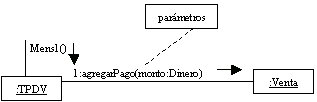 parámetros
Mens1()
1:agregarPago(monto:Dinero)
:TPDV
:Venta